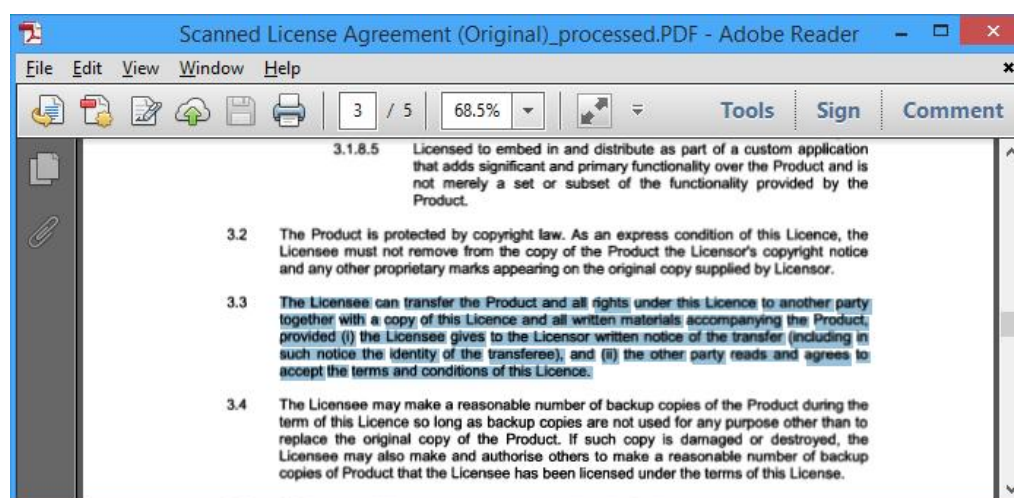 Scanned License Agreement (Original)_processed.PDF - Adobe Reader
File Edit View Window Help
3 / 5 68.5% Tools Sign Comment
3.1.8.5 Licensed to embed in and distribute as part of a custom application
that adds significant and primary functionality over the Product and is
not merely a set or subset of the functionality provided by the
Product.
3.2 The Product is protected by copyright law. As an express condition of this Licence, the
Licensee must not remove from the copy of the Product the Licensor's copyright notice
and any other proprietary marks appearing on the original copy supplied by Licensor.
3.3 The Licensee can transfer the Product and all rights under this Licence to another party
together with a copy of this Licence and all written materials accompanying the Product,
provided (i) the Licensee gives to the Licensor written notice of the transfer (including in
such notice the identity of the transferee), and (ii) the other party reads and agrees to
accept the terms and conditions of this Licence.
3.4 The Licensee may make a reasonable number of backup copies of the Product during the
term of this Licence so long as backup copies are not used for any purpose other than to
replace the original copy of the Product. If such copy is damaged or destroyed, the
Licensee may also make and authorise others to make a reasonable number of backup
copies of Product that the Licensee has been licensed under the terms of this License.